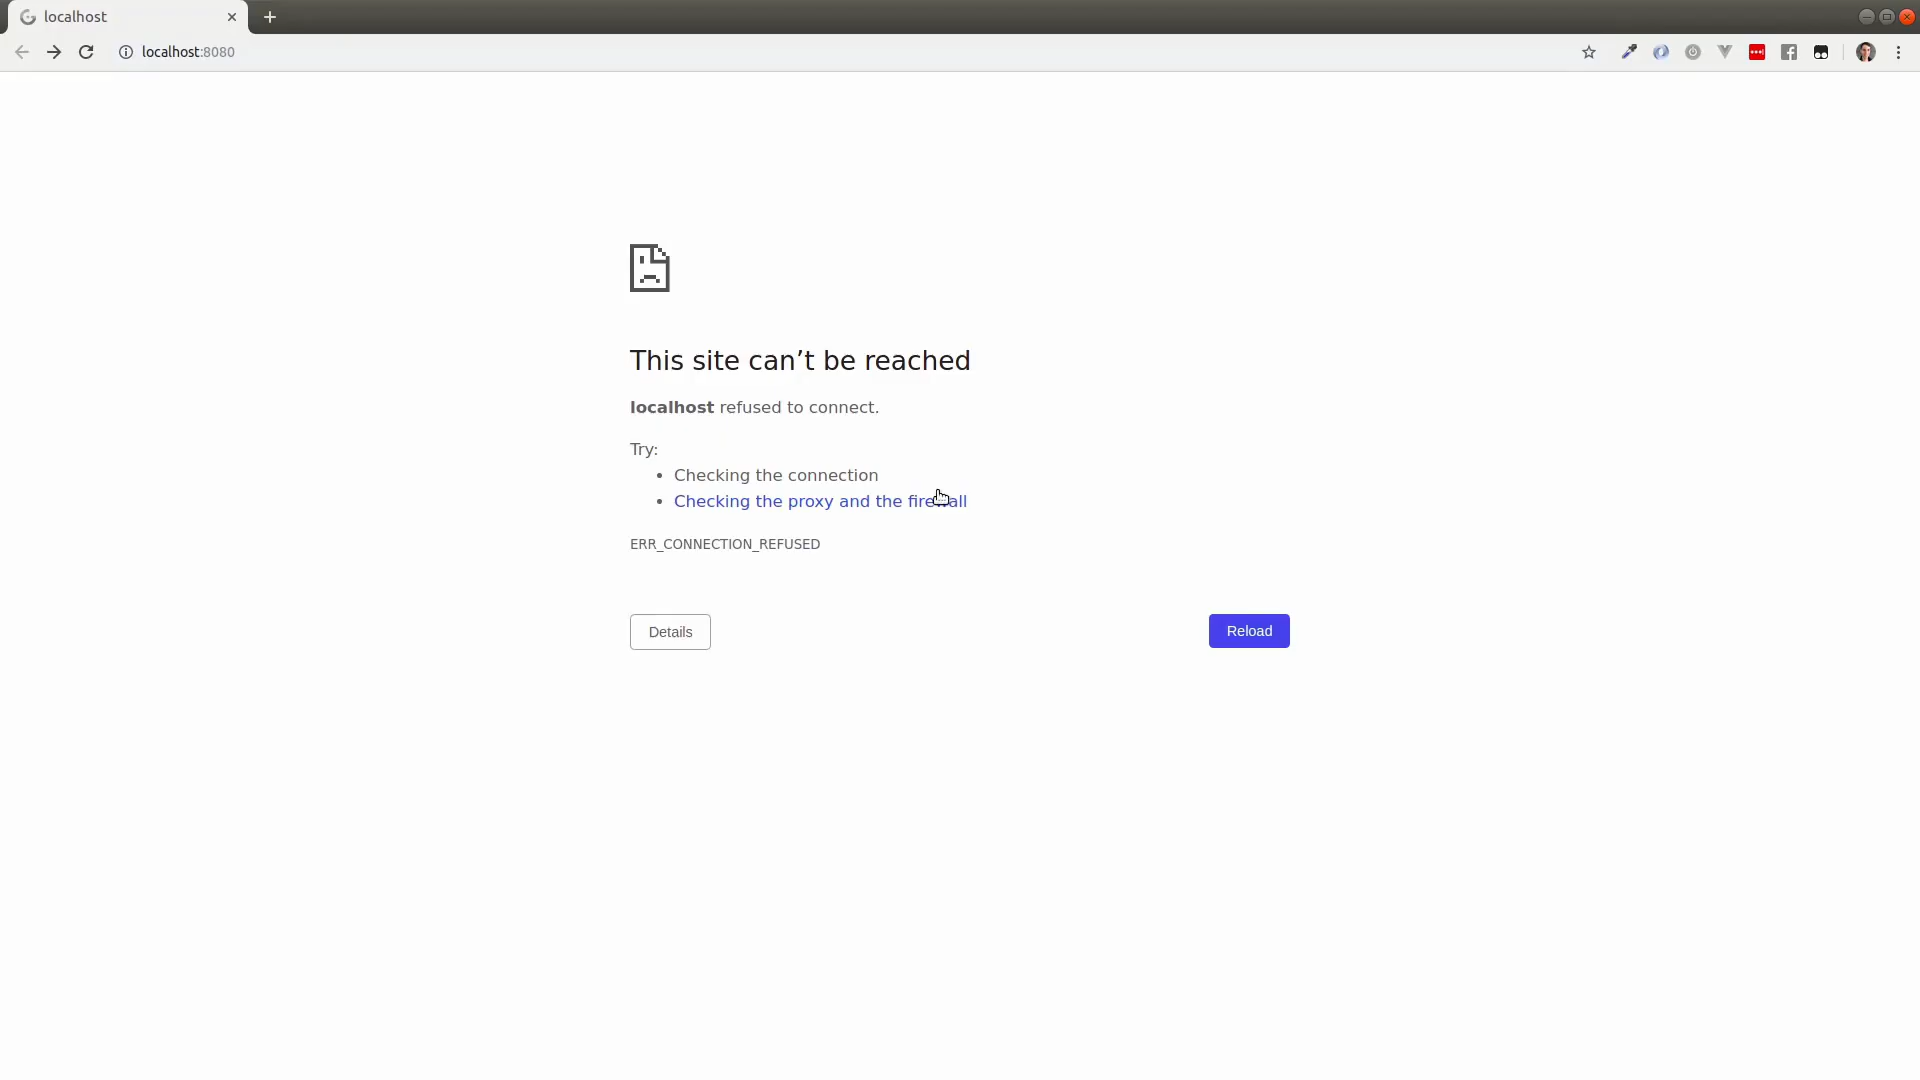 localhost
localhost:8080
This site can’t be reached
localhost refused to connect.
Try:
• Checking the connection
• Checking the proxy and the firewall
ERR_CONNECTION_REFUSED
Details
Reload